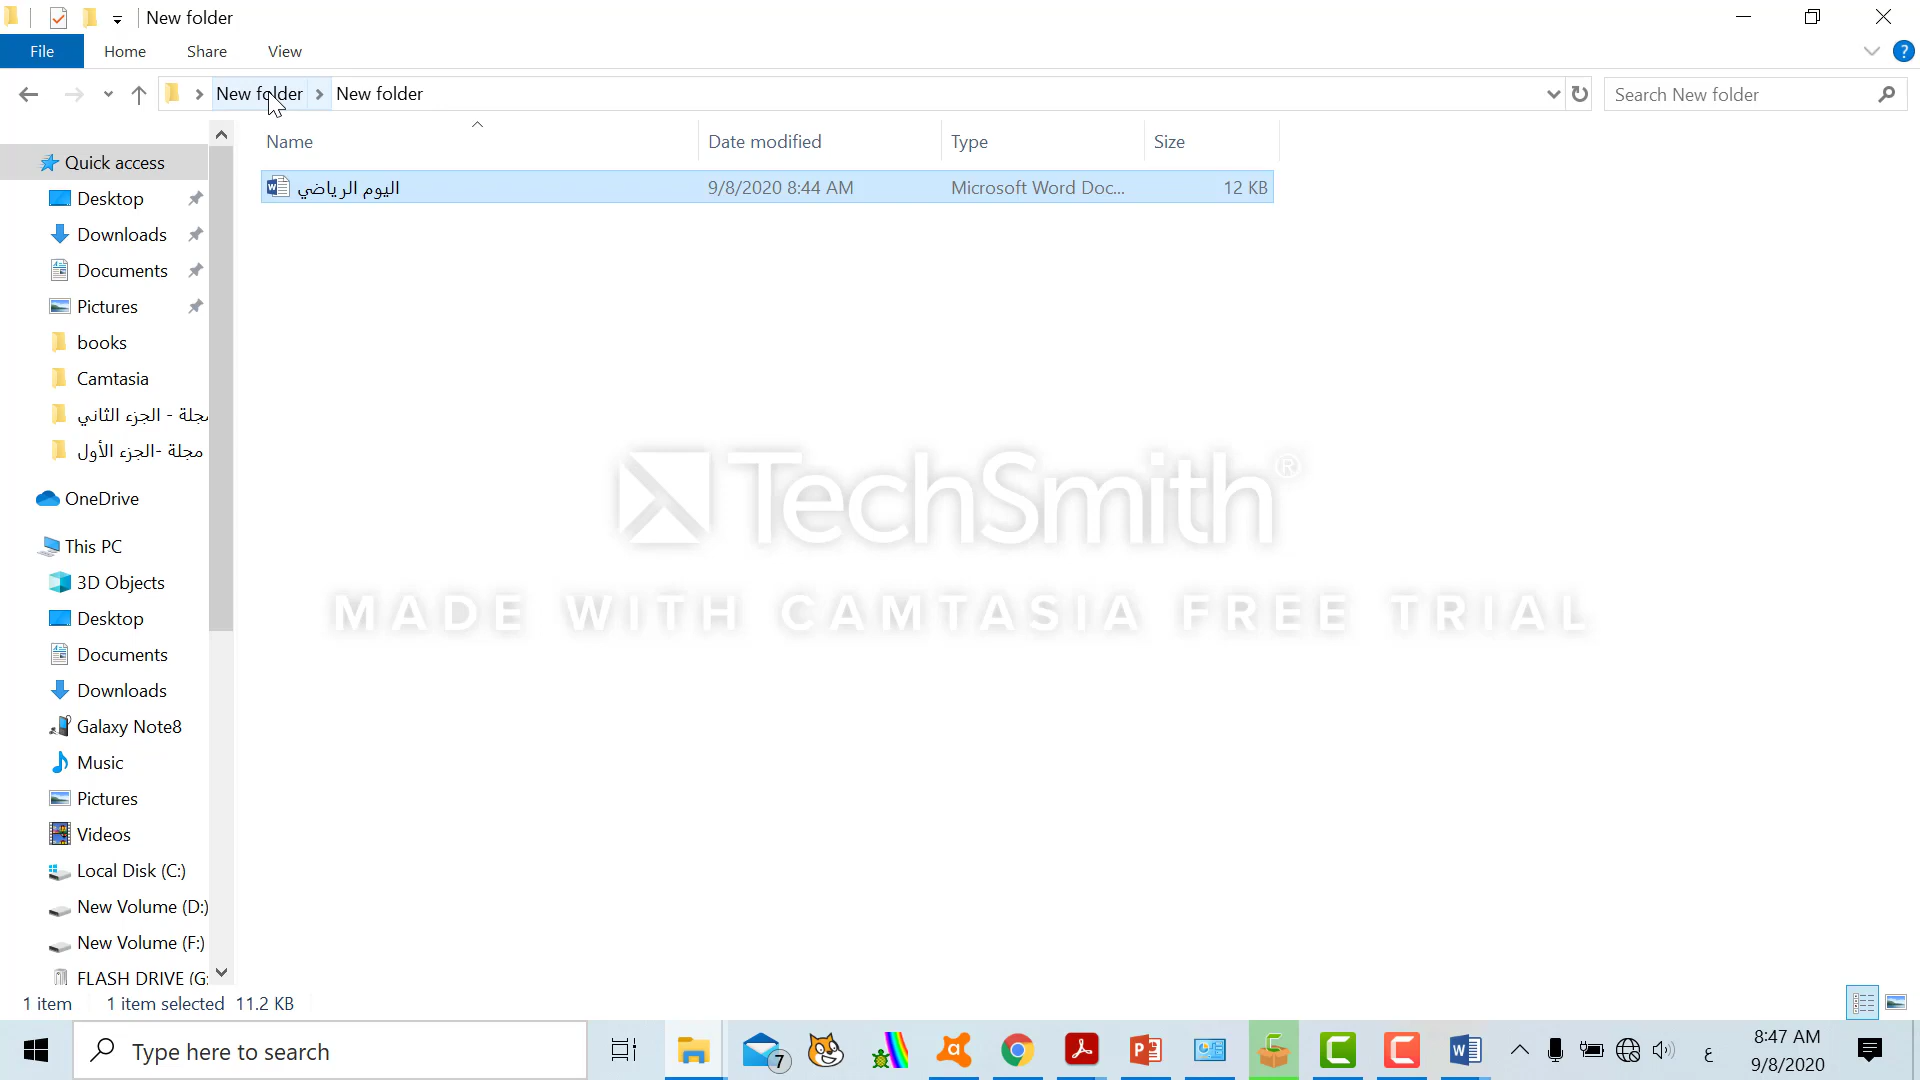 New folder
File Home Share View
New folder New folder
Search New folder
Name Date modified Type Size
اليوم الرياضي 9/8/2020 8:44 AM Microsoft Word Doc... 12 KB
Quick access
Desktop
Downloads
Documents
Pictures
books
Camtasia
مجلة - الجزء الثاني
مجلة -الجزء الأول
OneDrive
This PC
3D Objects
Desktop
Documents
Downloads
Galaxy Note8
Music
Pictures
Videos
Local Disk (C:)
New Volume (D:)
New Volume (F:)
FLASH DRIVE (G:
TechSmith®
MADE WITH CAMTASIA FREE TRIAL
1 item 1 item selected 11.2 KB
Type here to search
7
ع
8:47 AM
9/8/2020